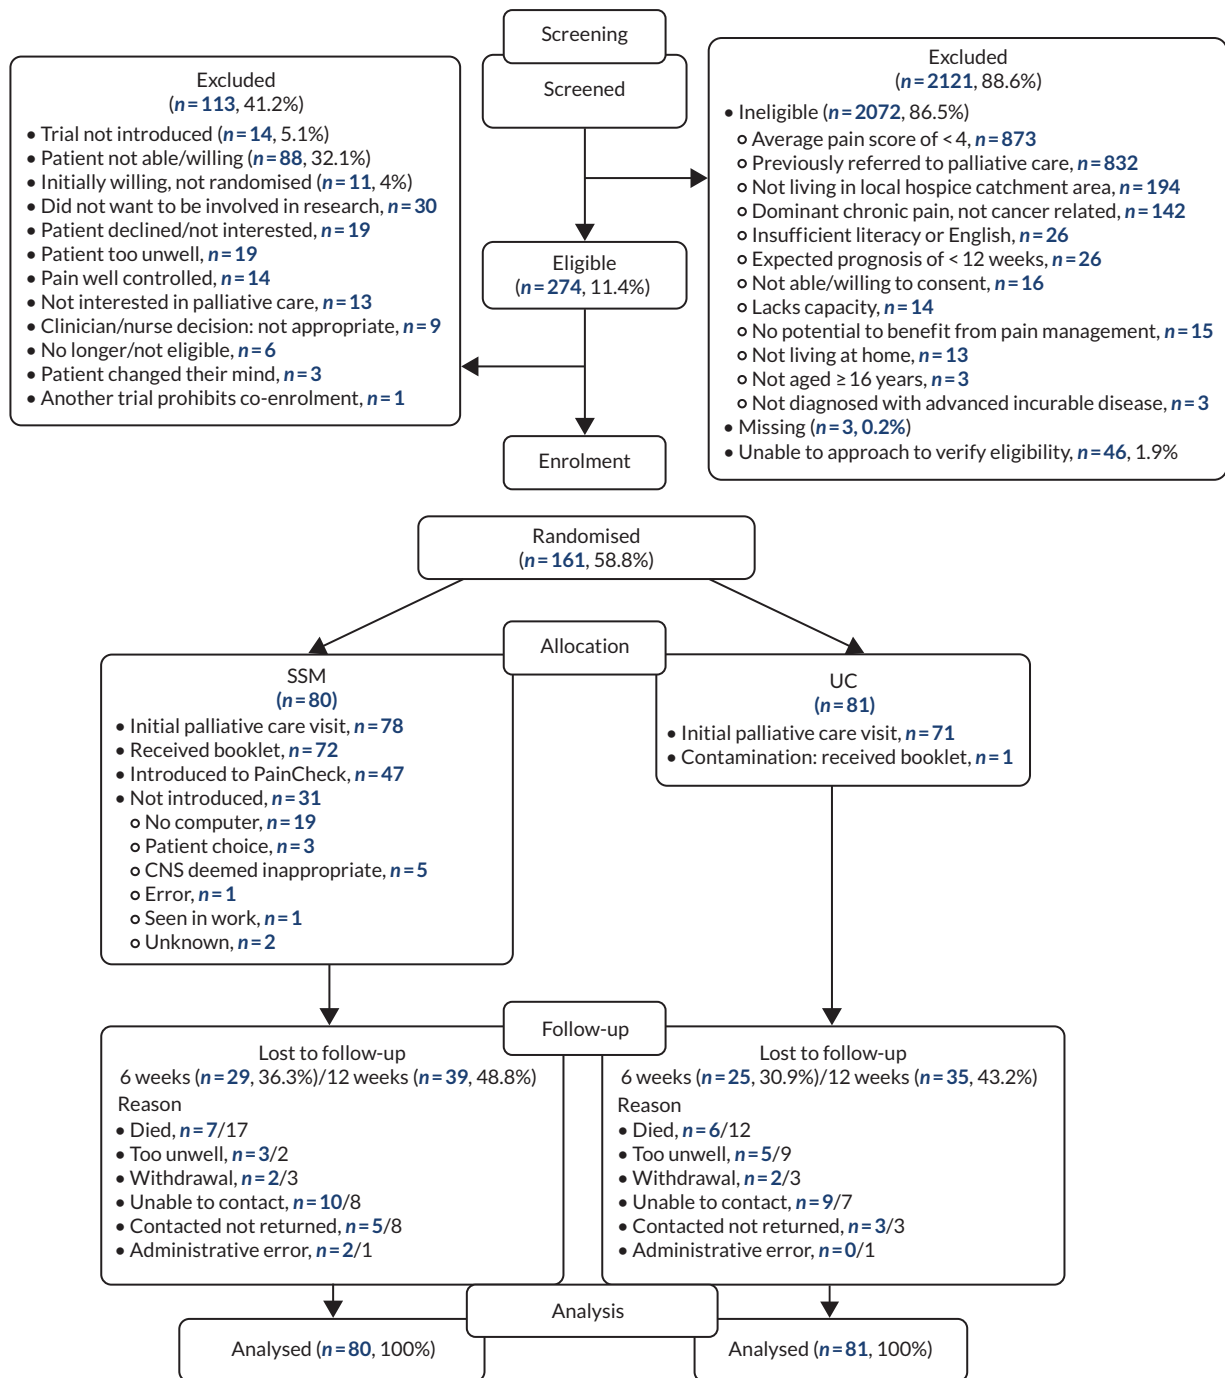 Screening
Screened
Excluded
(n=113, 41.2%)
• Trial not introduced (n=14, 5.1%)
• Patient not able/willing (n=88, 32.1%)
• Initially willing, not randomised (n=11, 4%)
• Did not want to be involved in research, n=30
• Patient declined/not interested, n=19
• Patient too unwell, n=19
• Pain well controlled, n=14
• Not interested in palliative care, n=13
• Clinician/nurse decision: not appropriate, n=9
• No longer/not eligible, n=6
• Patient changed their mind, n=3
• Another trial prohibits co-enrolment, n=1
Excluded
(n=2121, 88.6%)
• Ineligible (n=2072, 86.5%)
○ Average pain score of <4, n=873
○ Previously referred to palliative care, n=832
○ Not living in local hospice catchment area, n=194
○ Dominant chronic pain, not cancer related, n=142
○ Insufficient literacy or English, n=26
○ Expected prognosis of <12 weeks, n=26
○ Not able/willing to consent, n=16
○ Lacks capacity, n=14
○ No potential to benefit from pain management, n=15
○ Not living at home, n=13
○ Not aged ≥16 years, n=3
○ Not diagnosed with advanced incurable disease, n=3
• Missing (n=3, 0.2%)
• Unable to approach to verify eligibility, n=46, 1.9%
Eligible
(n=274, 11.4%)
Enrolment
Randomised
(n=161, 58.8%)
Allocation
SSM
(n=80)
• Initial palliative care visit, n=78
• Received booklet, n=72
• Introduced to PainCheck, n=47
• Not introduced, n=31
○ No computer, n=19
○ Patient choice, n=3
○ CNS deemed inappropriate, n=5
○ Error, n=1
○ Seen in work, n=1
○ Unknown, n=2
UC
(n=81)
• Initial palliative care visit, n=71
• Contamination: received booklet, n=1
Follow-up
Lost to follow-up
6 weeks (n=29, 36.3%)/12 weeks (n=39, 48.8%)
Reason
• Died, n=7/17
• Too unwell, n=3/2
• Withdrawal, n=2/3
• Unable to contact, n=10/8
• Contacted not returned, n=5/8
• Administrative error, n=2/1
Lost to follow-up
6 weeks (n=25, 30.9%)/12 weeks (n=35, 43.2%)
Reason
• Died, n=6/12
• Too unwell, n=5/9
• Withdrawal, n=2/3
• Unable to contact, n=9/7
• Contacted not returned, n=3/3
• Administrative error, n=0/1
Analysis
Analysed (n=80, 100%)
Analysed (n=81, 100%)